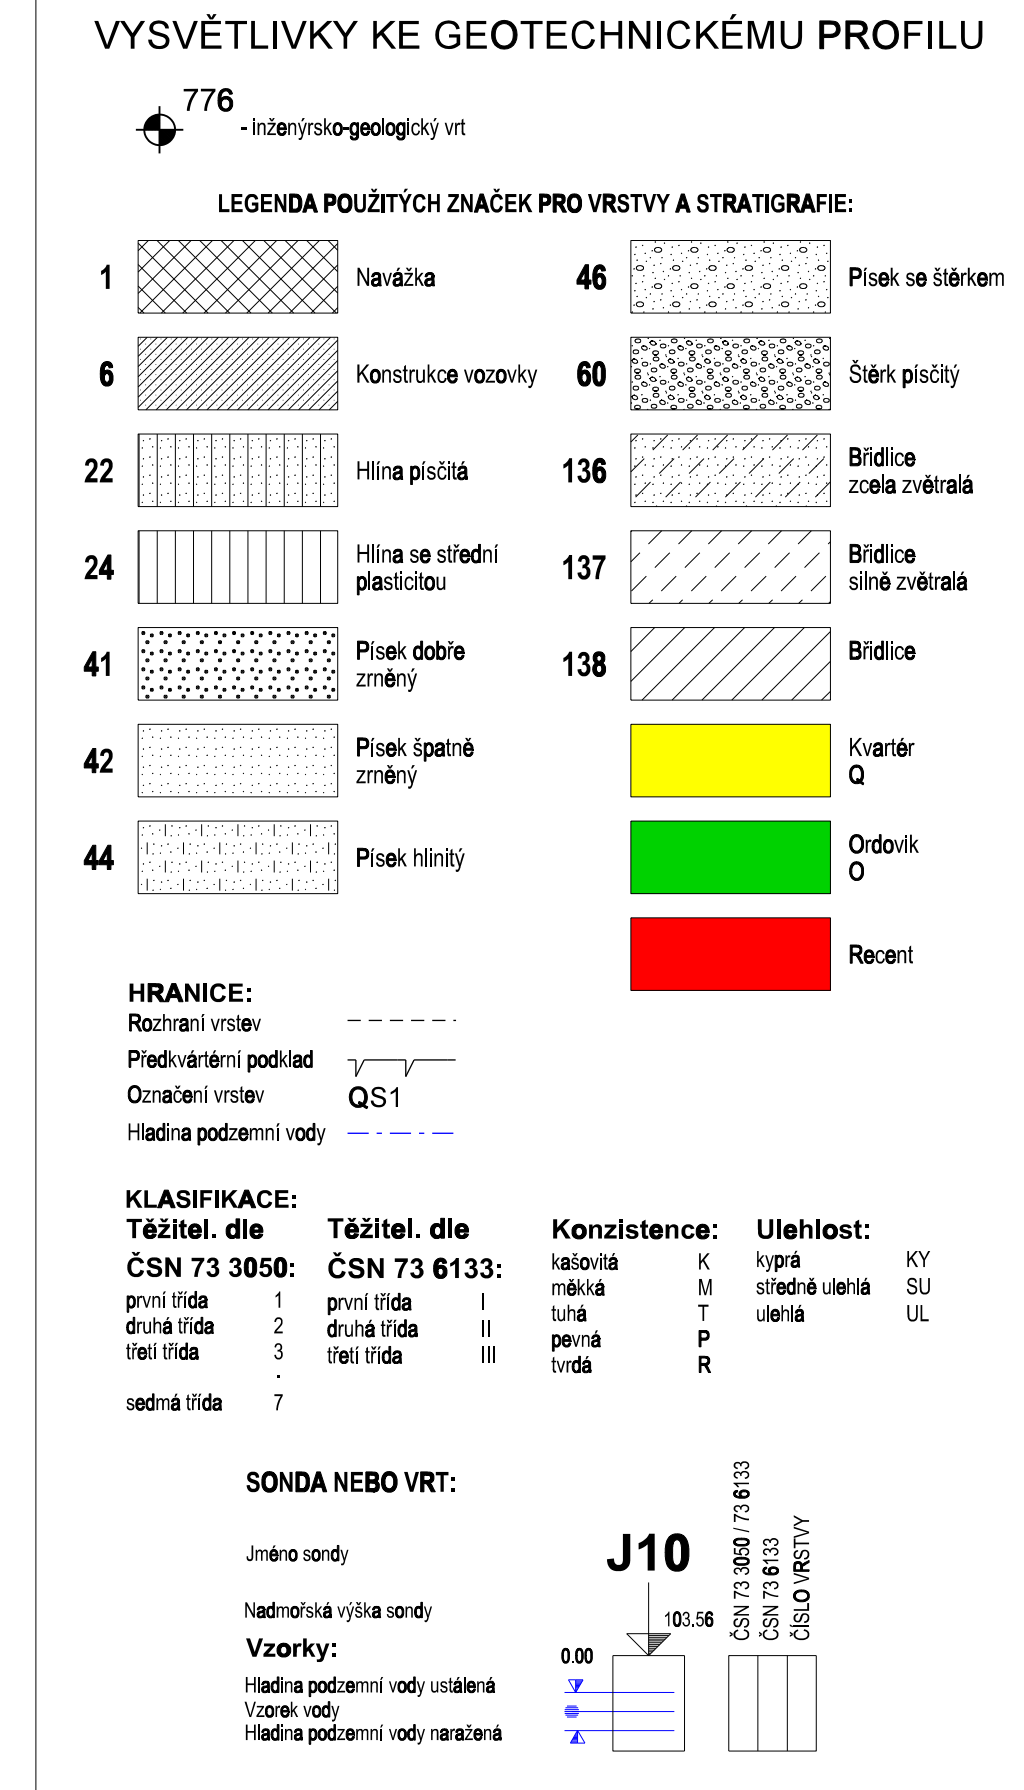 VYSVĚTLIVKY KE GEOTECHNICKÉMU PROFILU
776
- inženýrsko-geologický vrt
LEGENDA POUŽITÝCH ZNAČEK PRO VRSTVY A STRATIGRAFIE:
1 Navážka
6 Konstrukce vozovky
22 Hlína písčitá
24 Hlína se střední
plasticitou
41 Písek dobře
zrněný
42 Písek špatně
zrněný
44 Písek hlinitý
46 Písek se štěrkem
60 Štěrk písčitý
136 Břidlice
zcela zvětralá
137 Břidlice
silně zvětralá
138 Břidlice
Kvartér
Q
Ordovik
O
Recent
HRANICE:
Rozhraní vrstev
Předkvártérní podklad
Označení vrstev QS1
Hladina podzemní vody
KLASIFIKACE:
Těžitel. dle
ČSN 73 3050:
první třída 1
druhá třída 2
třetí třída 3
.
sedmá třída 7
Těžitel. dle
ČSN 73 6133:
první třída I
druhá třída II
třetí třída III
Konzistence:
kašovitá K
měkká M
tuhá T
pevná P
tvrdá R
Ulehlost:
kyprá KY
středně ulehlá SU
ulehlá UL
SONDA NEBO VRT:
Jméno sondy
J10
Nadmořská výška sondy
103.56
Vzorky:
0.00
Hladina podzemní vody ustálená
Vzorek vody
Hladina podzemní vody naražená
ČSN 73 3050 / 73 6133
ČSN 73 6133
ČÍSLO VRSTVY